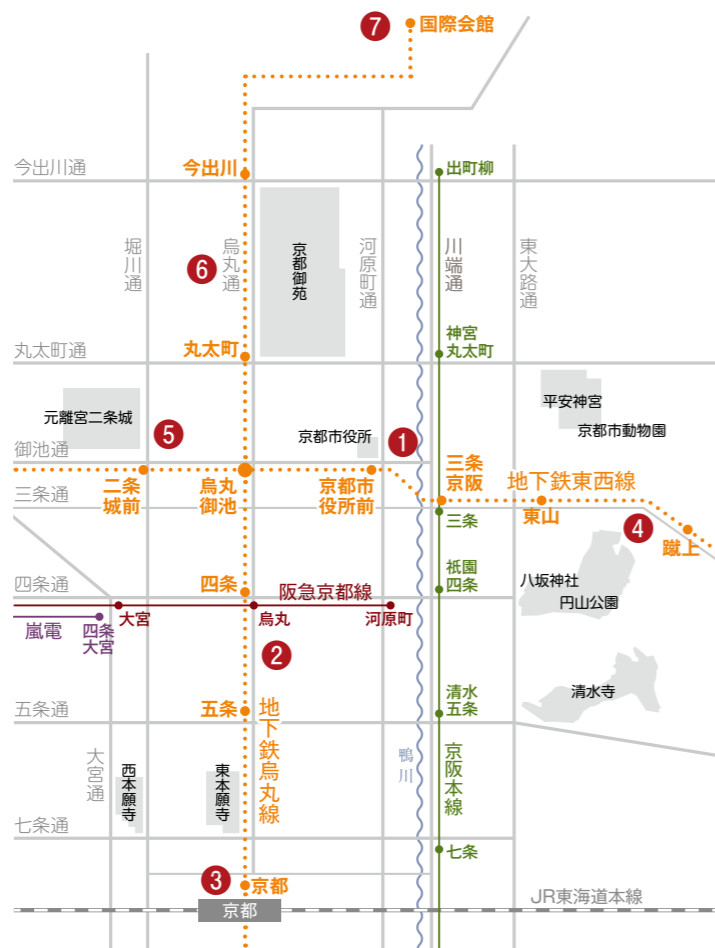 7
国際会館
今出川通
今出川
出町柳
堀川通
烏丸通
京都御苑
河原町通
川端通
東大路通
6
丸太町通
丸太町
神宮
丸太町
元離宮二条城
5
京都市役所
1
平安神宮
京都市動物園
御池通
三条通
二条
城前
烏丸
御池
京都市
役所前
三条
京阪
地下鉄東西線
東山
三条
4
蹴上
四条通
四条
阪急京都線
祇園
四条
八坂神社
円山公園
嵐電
四条
大宮
大宮
烏丸
河原町
2
五条通
五条
地下鉄烏丸線
清水
五条
清水寺
大宮通
西本願寺
東本願寺
鴨川
京阪本線
七条通
七条
3
京都
京都
JR東海道本線